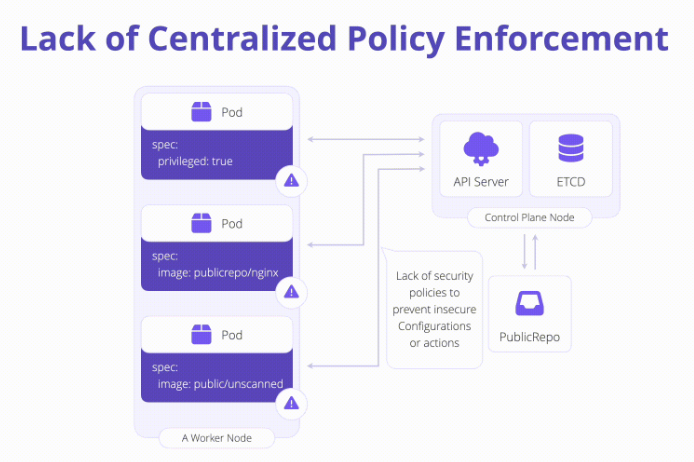 Lack of Centralized Policy Enforcement
Pod
spec:
privileged: true
Pod
spec:
image: publicrepo/nginx
Pod
spec:
image: public/unscanned
A Worker Node
API Server
ETCD
Control Plane Node
Lack of security
policies to
prevent insecure
Configurations
or actions
PublicRepo